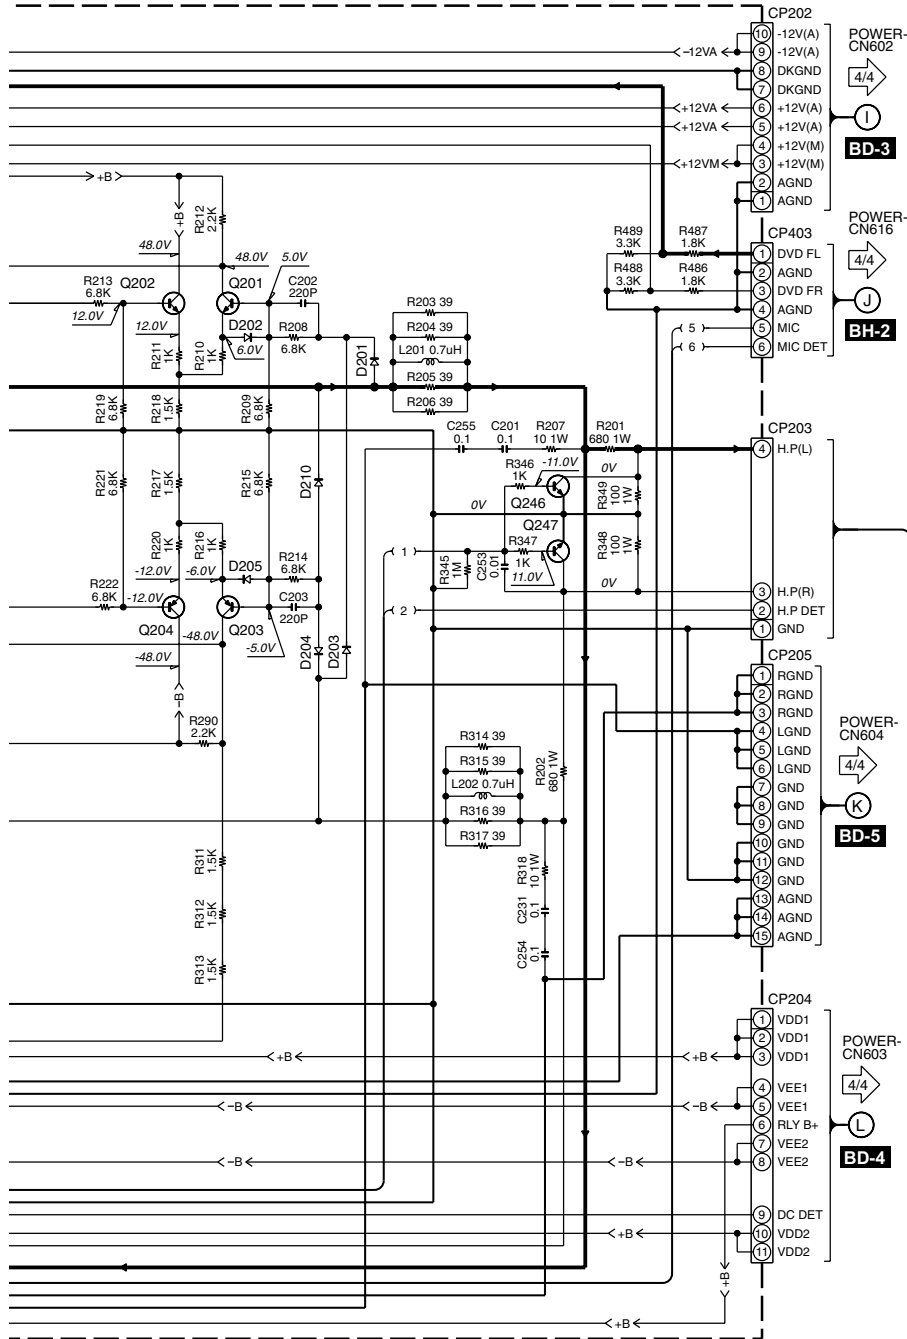 CP202
10 -12V(A)
9 -12V(A)
8 DKGND
7 DKGND
6 +12V(A)
5 +12V(A)
4 +12V(M)
3 +12V(M)
2 AGND
1 AGND
POWER-
CN602
4/4
I
BD-3
-12VA
+12VA
+12VA
+12VM
+B
+B
R212
2.2K
48.0V
48.0V
5.0V
C202
220P
R213
6.8K
12.0V
Q202
Q201
12.0V
D202
6.0V
R208
6.8K
R211
1K
R210
1K
D201
R203 39
R204 39
L201 0.7uH
R205 39
R206 39
R489
3.3K
R487
1.8K
R488
3.3K
R486
1.8K
CP403
1 DVD FL
2 AGND
3 DVD FR
4 AGND
5 MIC
6 MIC DET
POWER-
CN616
4/4
J
BH-2
5
6
R219
6.8K
R218
1.5K
R209
6.8K
R221
6.8K
R217
1.5K
R215
6.8K
D210
C255
0.1
C201
0.1
R207
10 1W
R201
680 1W
R346
1K
-11.0V
0V
0V
Q246
Q247
R349
100
1W
R348
100
1W
1
R345
1M
C253
0.01
R347
1K
11.0V
0V
2
CP203
4 H.P(L)
3 H.P(R)
2 H.P DET
1 GND
R220
1K
R216
1K
-12.0V
-6.0V
D205
R214
6.8K
R222
6.8K
-12.0V
C203
220P
Q204
Q203
-48.0V
-5.0V
-48.0V
D204
D203
-B
R290
2.2K
R314 39
R315 39
L202 0.7uH
R316 39
R317 39
R202
680 1W
R318
10 1W
C231
0.1
C254
0.1
R311
1.5K
R312
1.5K
R313
1.5K
CP205
1 RGND
2 RGND
3 RGND
4 LGND
5 LGND
6 LGND
7 GND
8 GND
9 GND
10 GND
11 GND
12 GND
13 AGND
14 AGND
15 AGND
POWER-
CN604
4/4
K
BD-5
CP204
1 VDD1
2 VDD1
3 VDD1
4 VEE1
5 VEE1
6 RLY B+
7 VEE2
8 VEE2
9 DC DET
10 VDD2
11 VDD2
POWER-
CN603
4/4
L
BD-4
+B
+B
-B
-B
-B
-B
+B
+B
+B